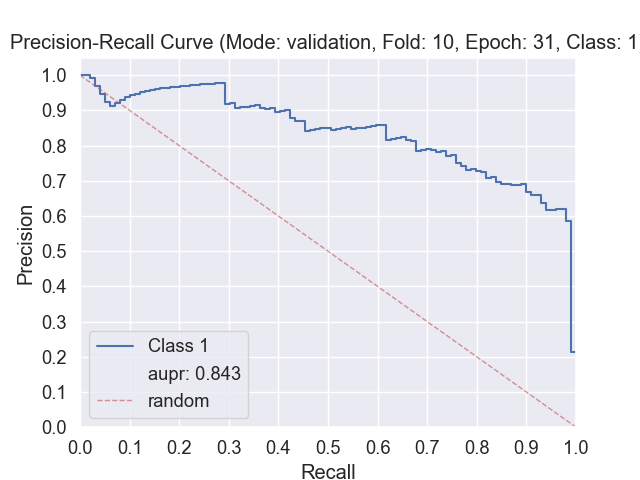 Precision-Recall Curve (Mode: validation, Fold: 10, Epoch: 31, Class: 1
1.0
0.9
0.8
0.7
0.6
0.5
0.4
0.3
0.2
0.1
0.0
Precision
Class 1
aupr: 0.843
random
0.0 0.1 0.2 0.3 0.4 0.5 0.6 0.7 0.8 0.9 1.0
Recall